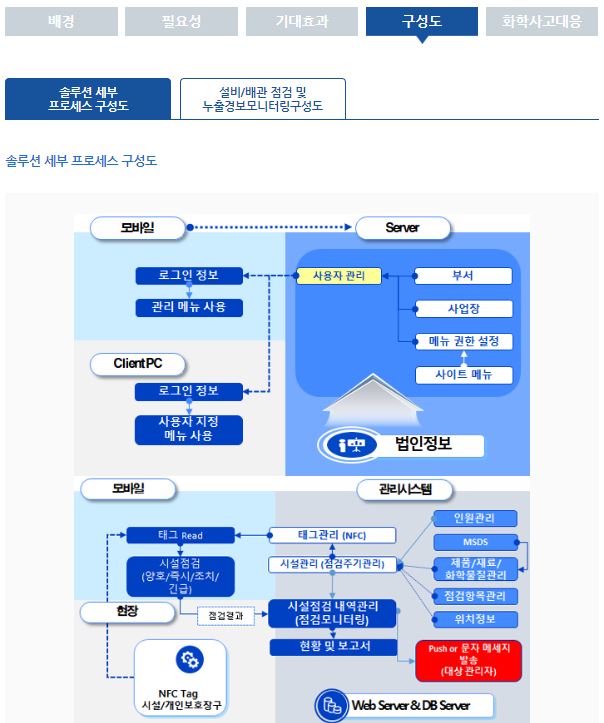 배경
필요성
기대효과
구성도
화학사고대응
솔루션 세부
프로세스 구성도
설비/배관 점검 및
누출경보모니터링구성도
솔루션 세부 프로세스 구성도
모바일
Server
로그인 정보
관리 메뉴 사용
사용자 관리
부서
사업장
메뉴 권한 설정
사이트 메뉴
Client PC
로그인 정보
사용자 지정
메뉴 사용
법인정보
모바일
관리시스템
태그 Read
시설점검
(양호/즉시/조치/
긴급)
태그관리 (NFC)
시설관리 (점검주기관리)
인원관리
MSDS
제품/재료/
화학물질관리
점검항목관리
위치정보
현장
점검결과
시설점검 내역관리
(점검모니터링)
현황 및 보고서
Push or 문자 메세지
발송
(대상 관리자)
NFC Tag
시설/개인보호장구
Web Server & DB Server